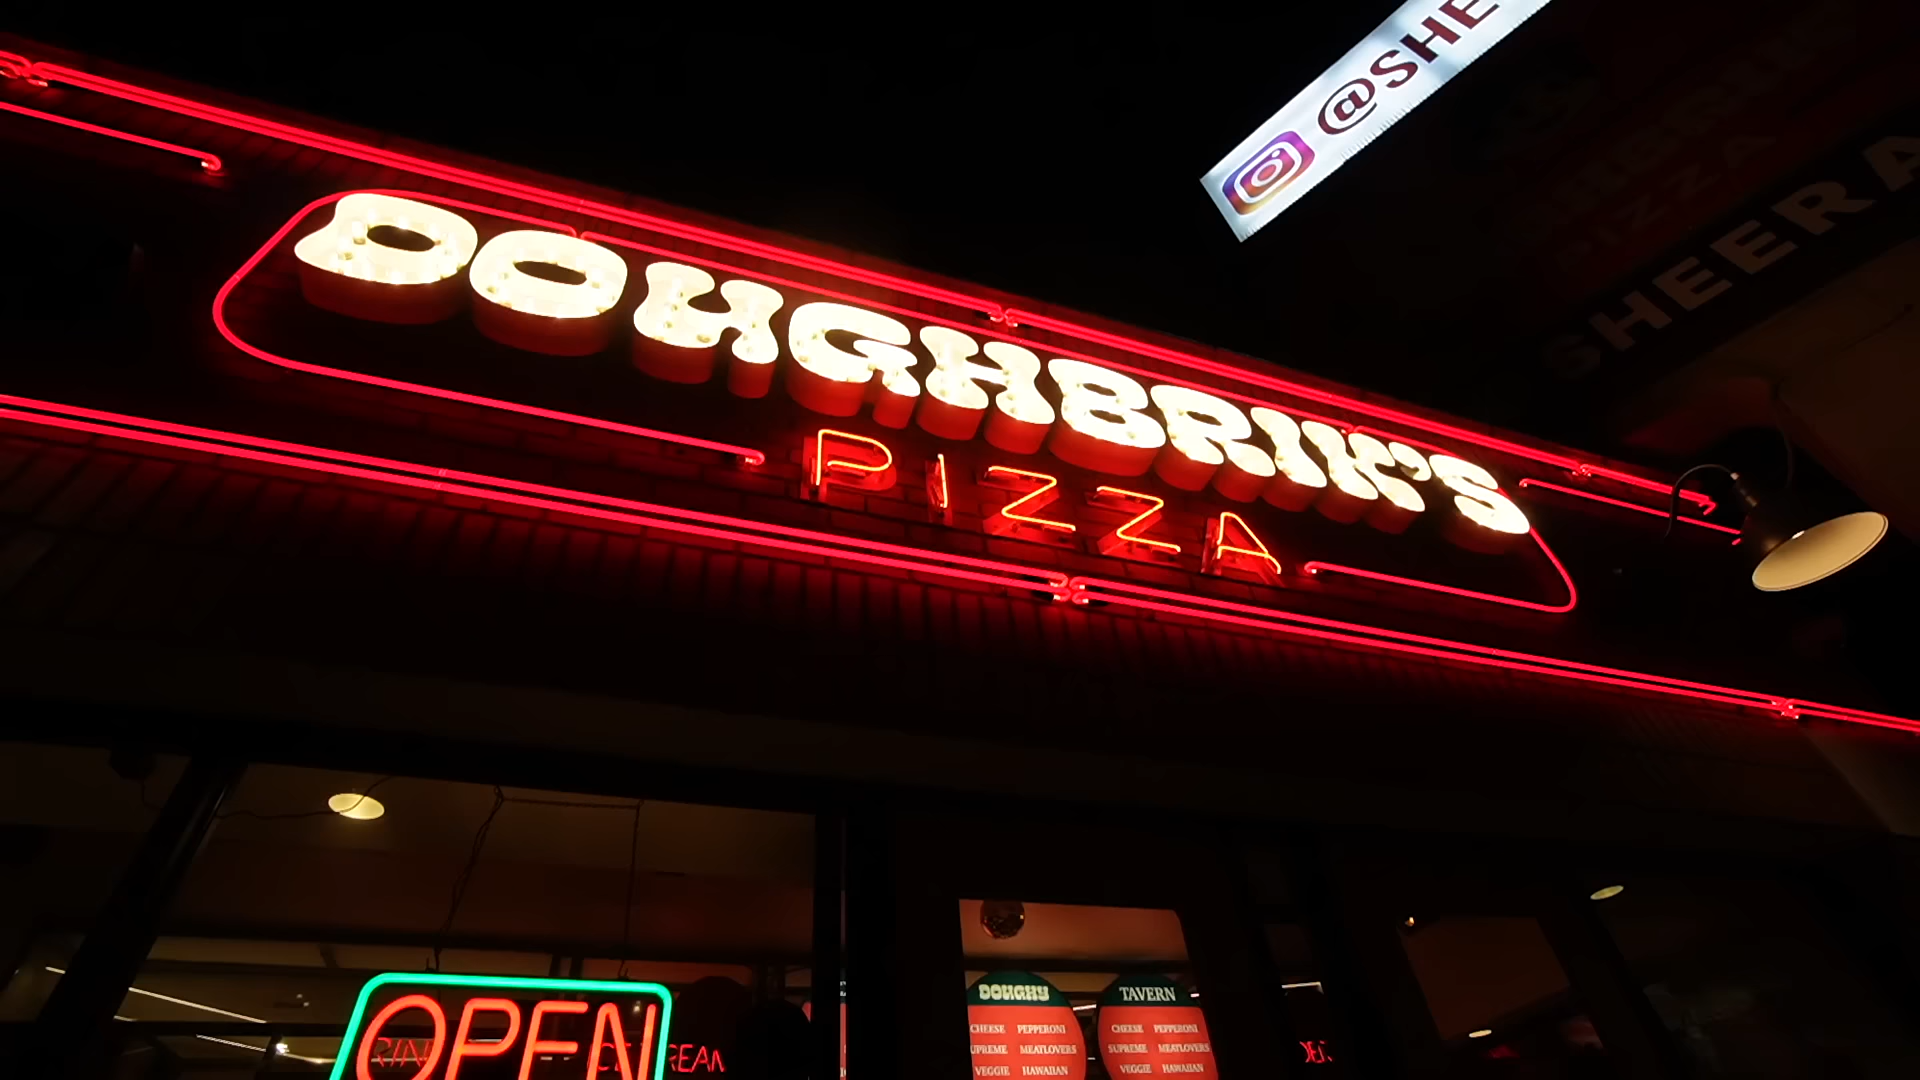 @SHE
SHEERA
DOUGHBRIK'S
PIZZA
OPEN
DOUGHY
CHEESE PEPPERONI
UPREME MEATLOVERS
VEGGIE HAWAIIAN
TAVERN
CHEESE PEPPERONI
SUPREME MEATLOVERS
VEGGIE HAWAIIAN